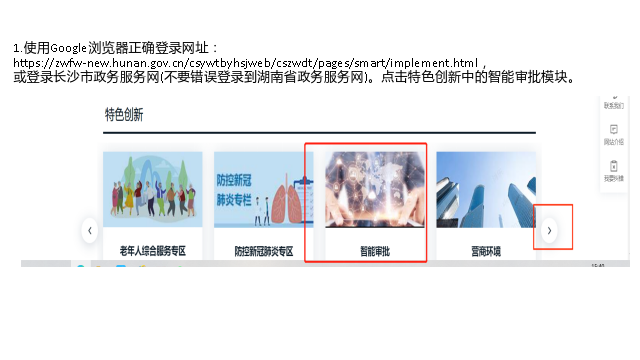 1.使用Google浏览器正确登录网址：
https://zwfw-new.hunan.gov.cn/csywtbyhsjweb/cszwdt/pages/smart/implement.html，
或登录长沙市政务服务网(不要错误登录到湖南省政务服务网)。点击特色创新中的智能审批模块。
特色创新
联系我们
网站介绍
我要纠错
防控新冠
肺炎专栏
老年人综合服务专区
防控新冠肺炎专区
智能审批
营商环境